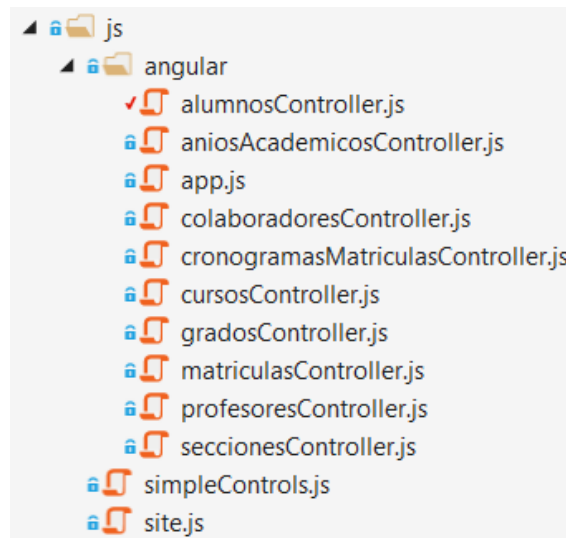 js
angular
alumnosController.js
aniosAcademicosController.js
app.js
colaboradoresController.js
cronogramasMatriculasController.js
cursosController.js
gradosController.js
matriculasController.js
profesoresController.js
seccionesController.js
simpleControls.js
site.js